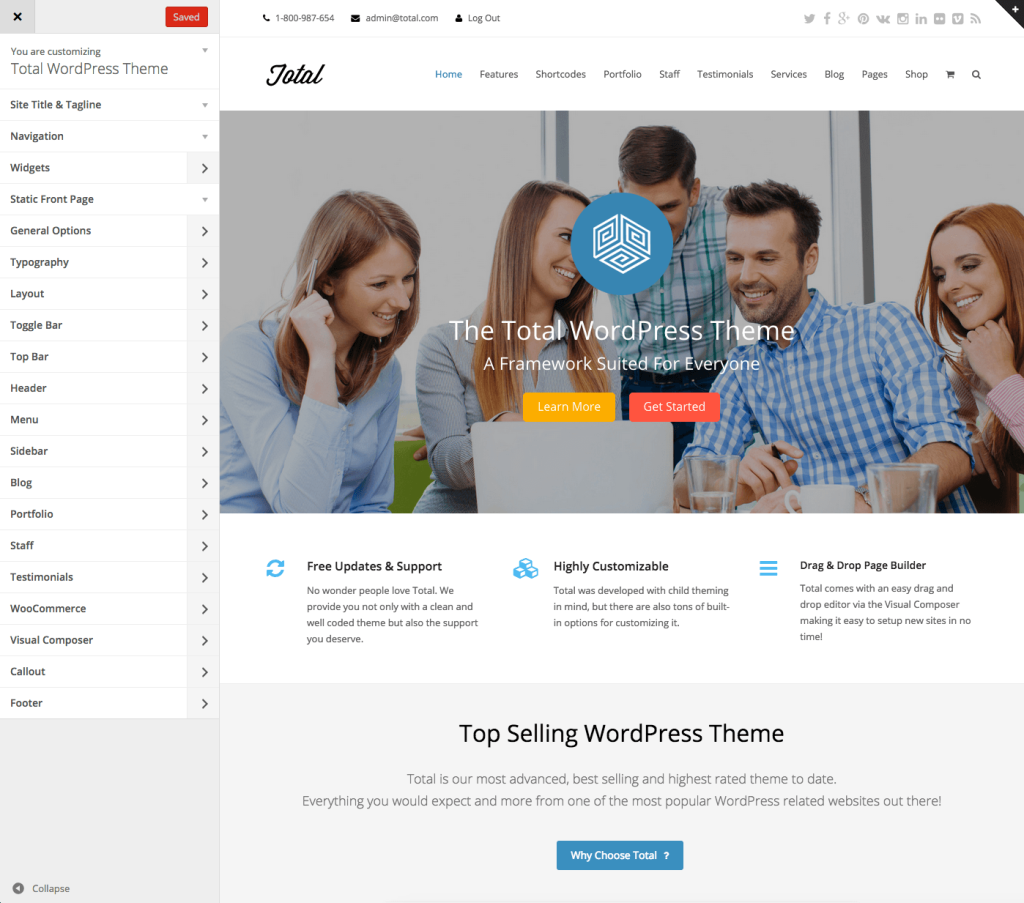 Saved
You are customizing
Total WordPress Theme
Site Title & Tagline
Navigation
Widgets
Static Front Page
General Options
Typography
Layout
Toggle Bar
Top Bar
Header
Menu
Sidebar
Blog
Portfolio
Staff
Testimonials
WooCommerce
Visual Composer
Callout
Footer
Collapse
1-800-987-654 admin@total.com Log Out
Total
Home Features Shortcodes Portfolio Staff Testimonials Services Blog Pages Shop
The Total WordPress Theme
A Framework Suited For Everyone
Learn More Get Started
Free Updates & Support
No wonder people love Total. We
provide you not only with a clean and
well coded theme but also the support
you deserve.
Highly Customizable
Total was developed with child theming
in mind, but there are also tons of built-
in options for customizing it.
Drag & Drop Page Builder
Total comes with an easy drag and
drop editor via the Visual Composer
making it easy to setup new sites in no
time!
Top Selling WordPress Theme
Total is our most advanced, best selling and highest rated theme to date.
Everything you would expect and more from one of the most popular WordPress related websites out there!
Why Choose Total ?